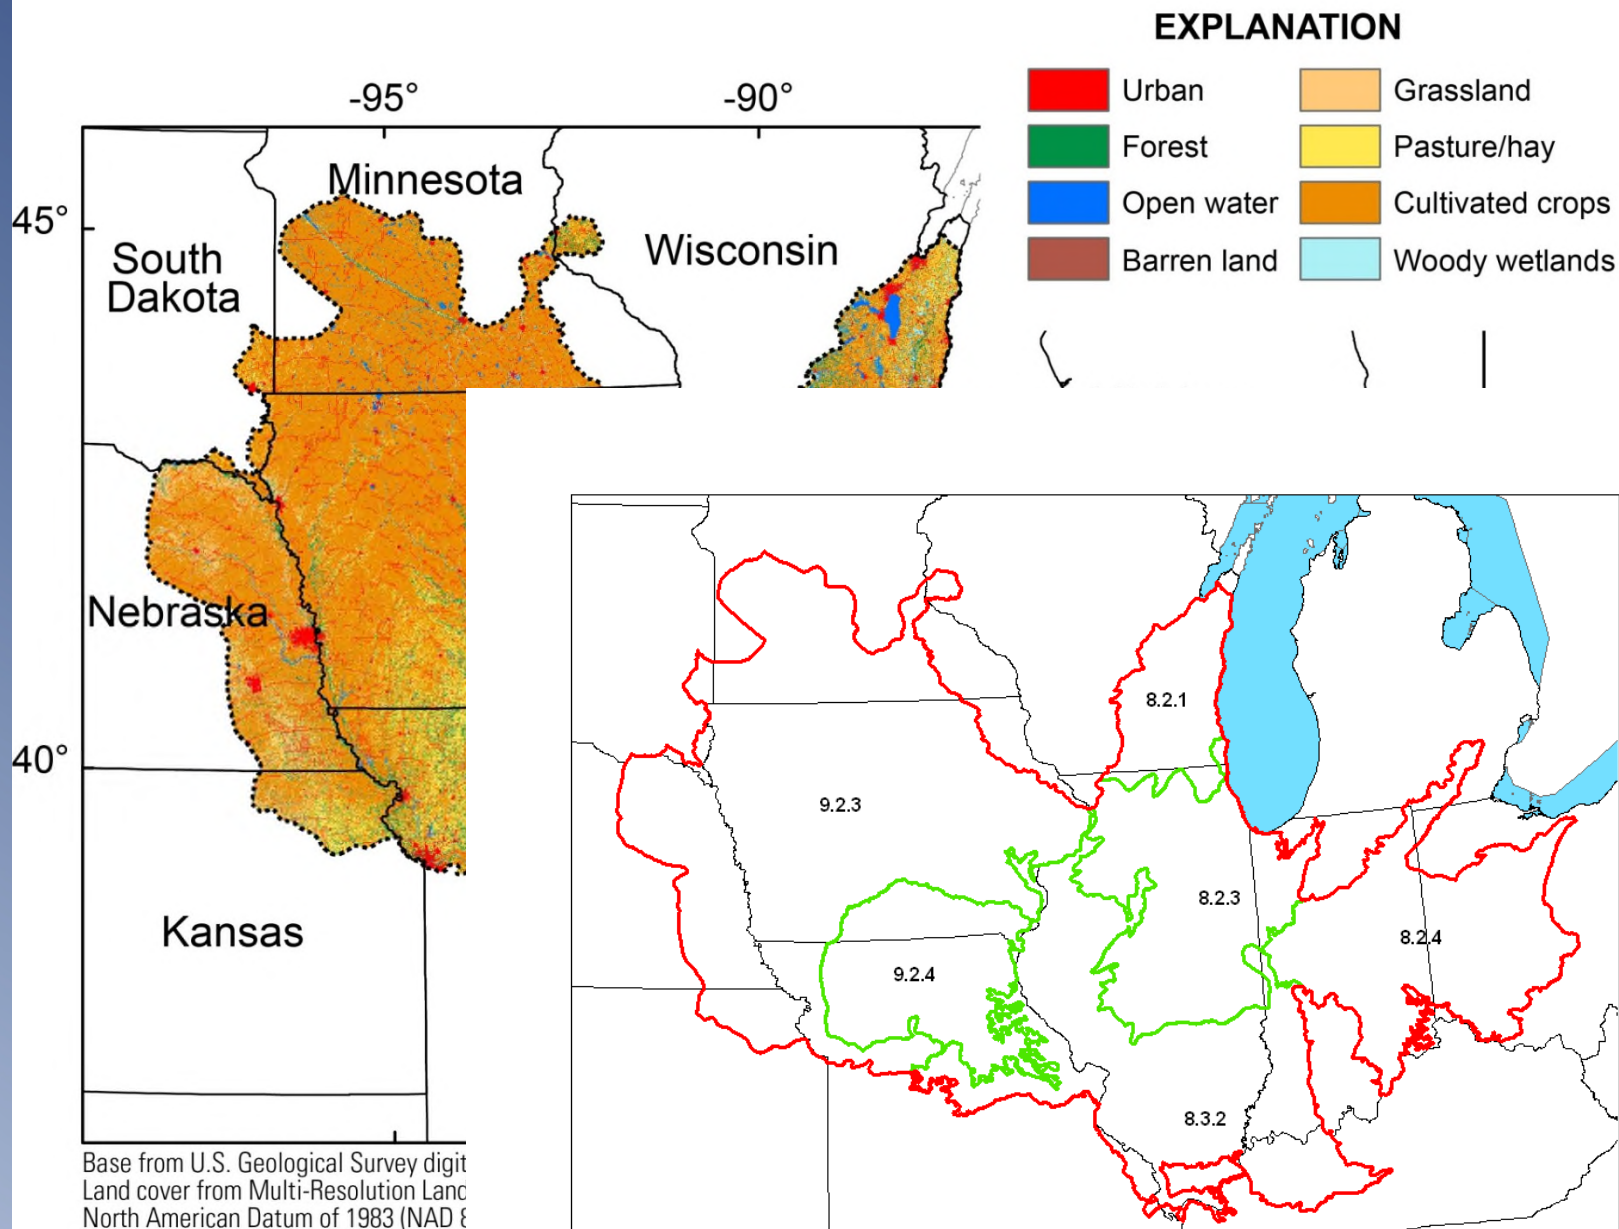 EXPLANATION
Urban
Grassland
Forest
Pasture/hay
Open water
Cultivated crops
Barren land
Woody wetlands
-95°
-90°
45°
40°
Minnesota
South
Dakota
Wisconsin
Nebraska
Kansas
8.2.1
9.2.3
8.2.3
8.2.4
9.2.4
8.3.2
Base from U.S. Geological Survey digit
Land cover from Multi-Resolution Land
North American Datum of 1983 (NAD 8